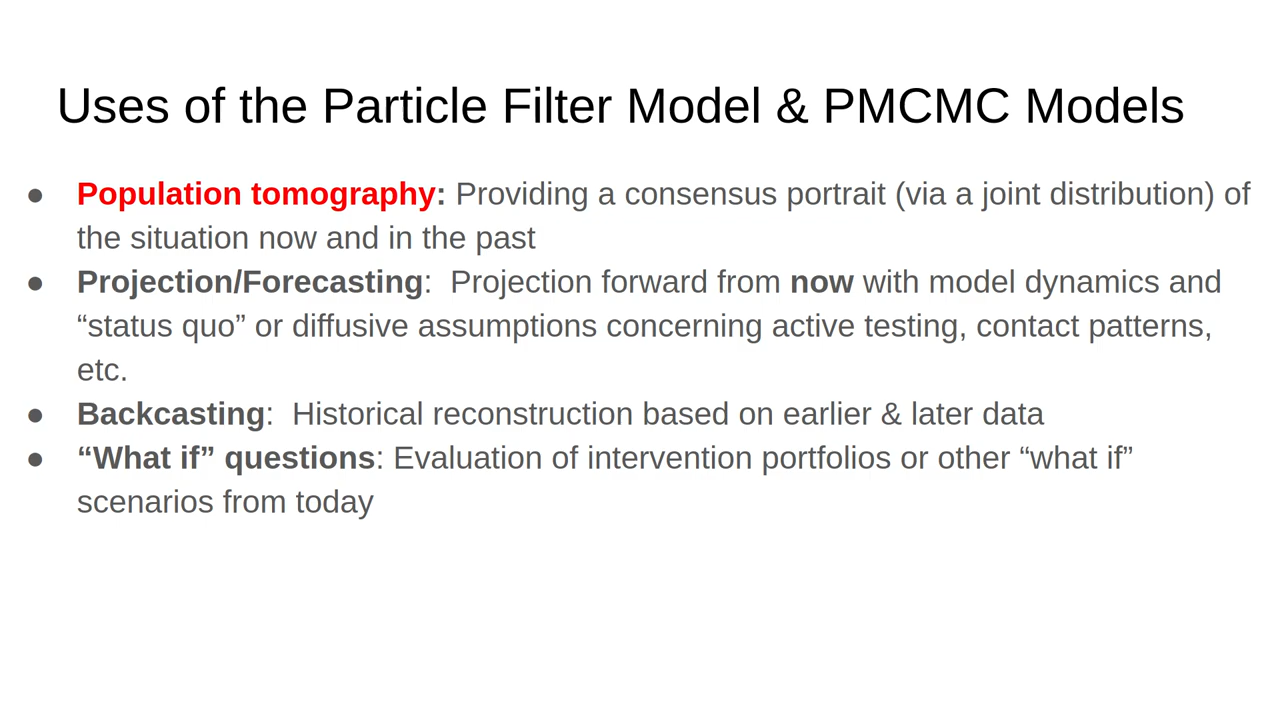 Uses of the Particle Filter Model & PMCMC Models
● Population tomography: Providing a consensus portrait (via a joint distribution) of
the situation now and in the past
● Projection/Forecasting:  Projection forward from now with model dynamics and
“status quo” or diffusive assumptions concerning active testing, contact patterns,
etc.
● Backcasting:  Historical reconstruction based on earlier & later data
● “What if” questions: Evaluation of intervention portfolios or other “what if”
scenarios from today